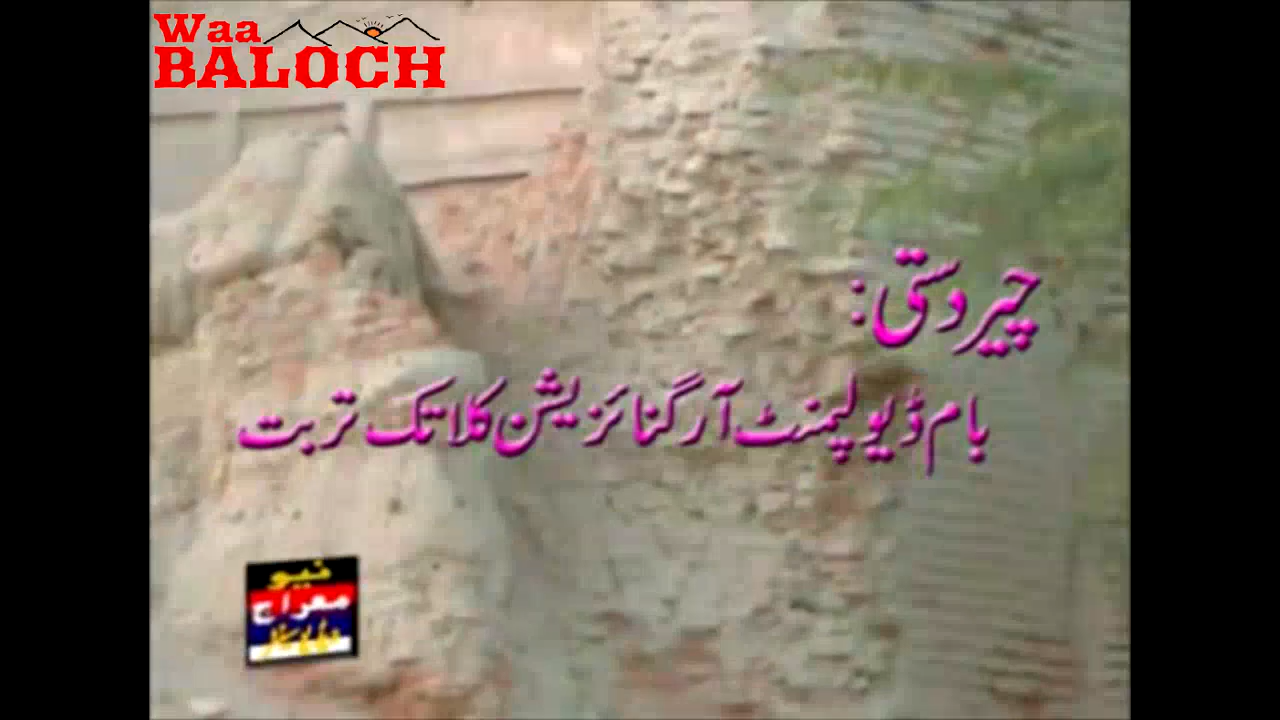 Waa
BALOCH
چیر دستی:
بام ڈیولپمنٹ آرگنائزیشن کلاتک تربت
نیو
معراج